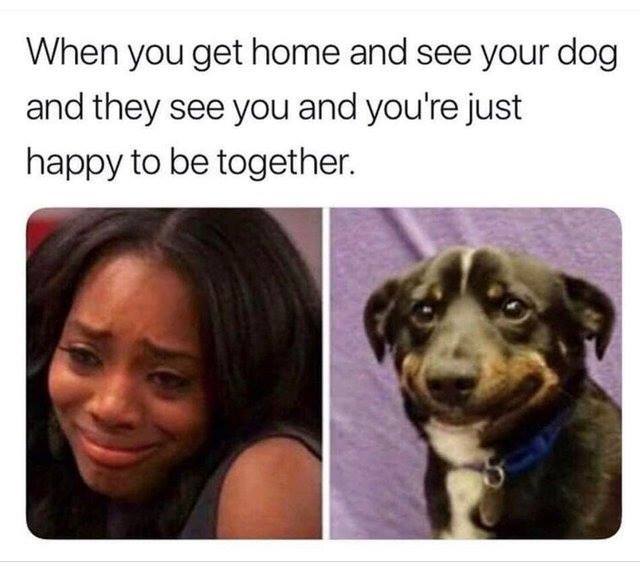 When you get home and see your dog
and they see you and you're just
happy to be together.